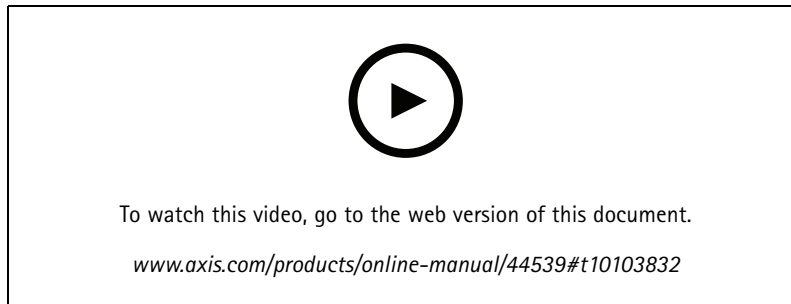 To watch this video, go to the web version of this document.
www.axis.com/products/online-manual/44539#t10103832